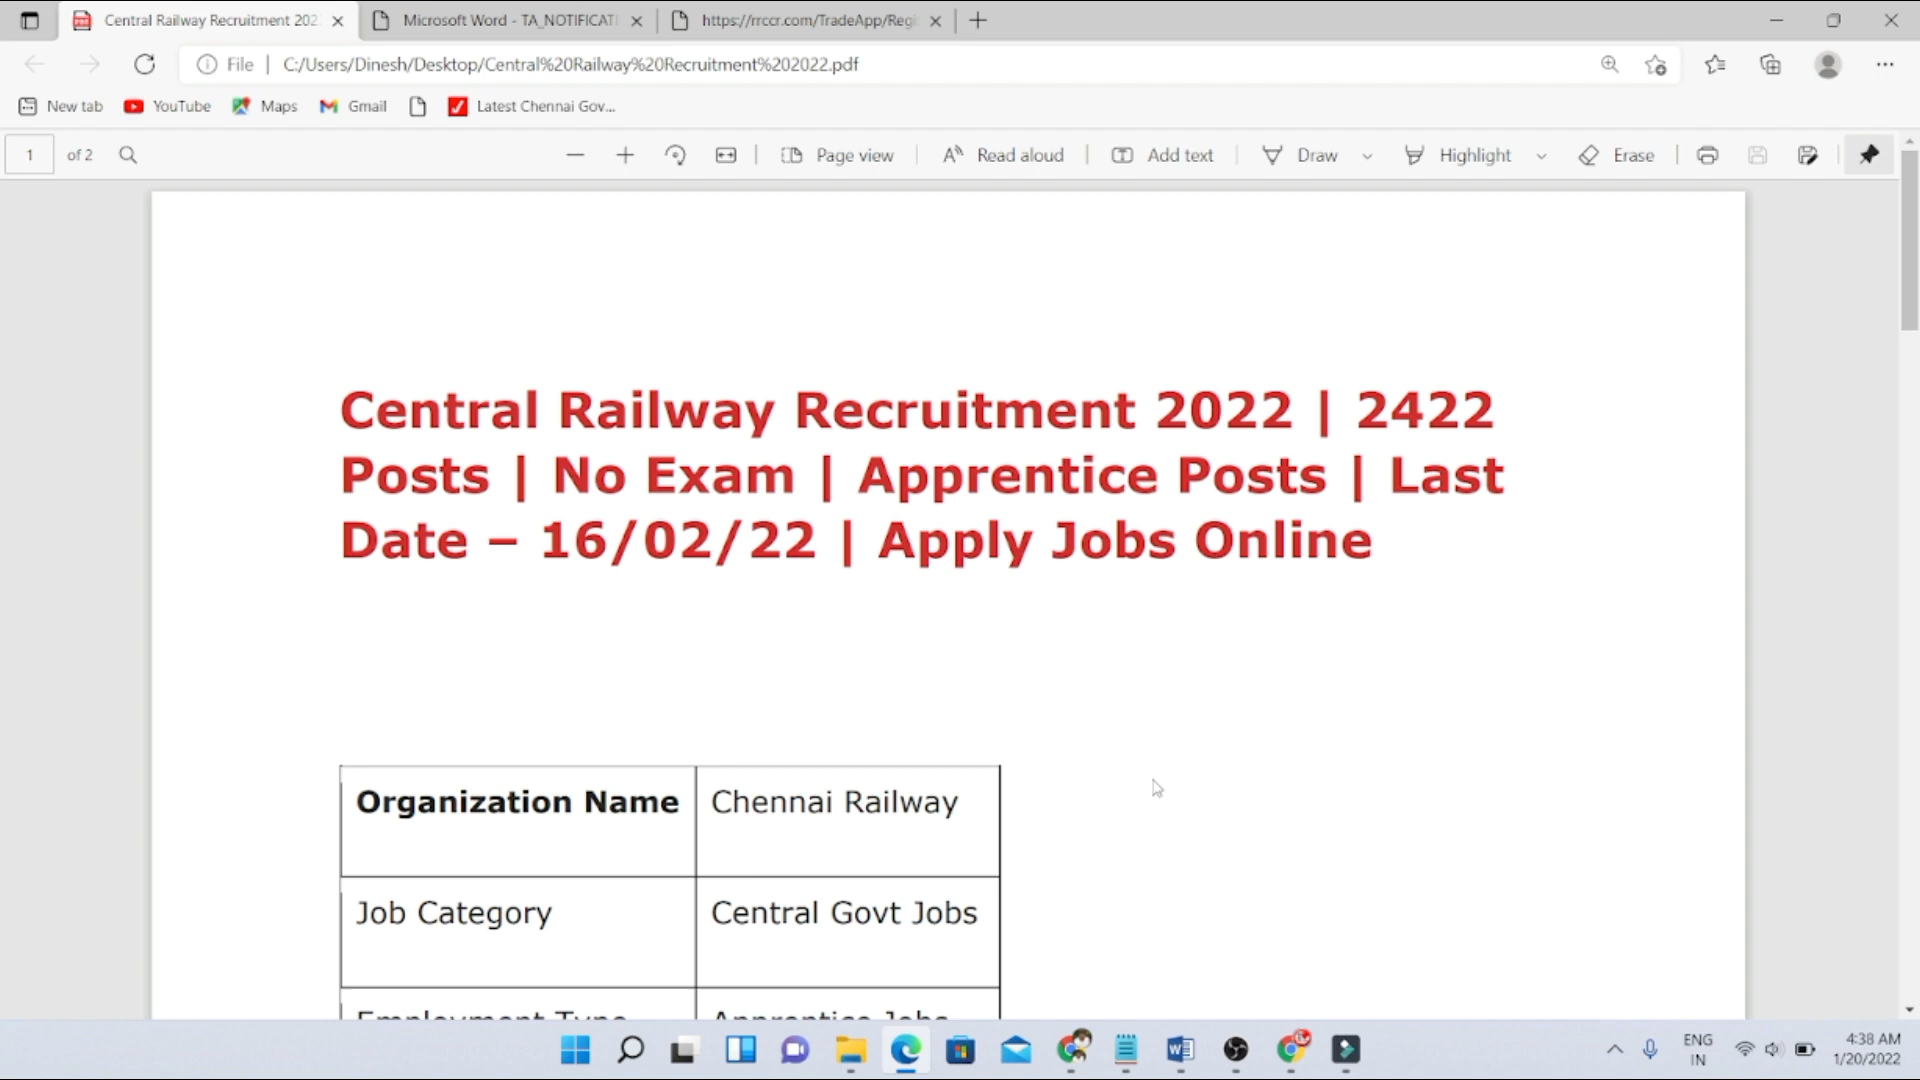 Central Railway Recruitment 202
Microsoft Word - TA_NOTIFICATI
https://rrccr.com/TradeApp/Regi
File | C:/Users/Dinesh/Desktop/Central%20Railway%20Recruitment%202022.pdf
New tab YouTube Maps Gmail Latest Chennai Gov...
1 of 2 Page view Read aloud Add text Draw Highlight Erase
Central Railway Recruitment 2022 | 2422
Posts | No Exam | Apprentice Posts | Last
Date – 16/02/22 | Apply Jobs Online
Organization Name Chennai Railway
Job Category Central Govt Jobs
Employment Type Apprentice Jobs
ENG
IN
4:38 AM
1/20/2022